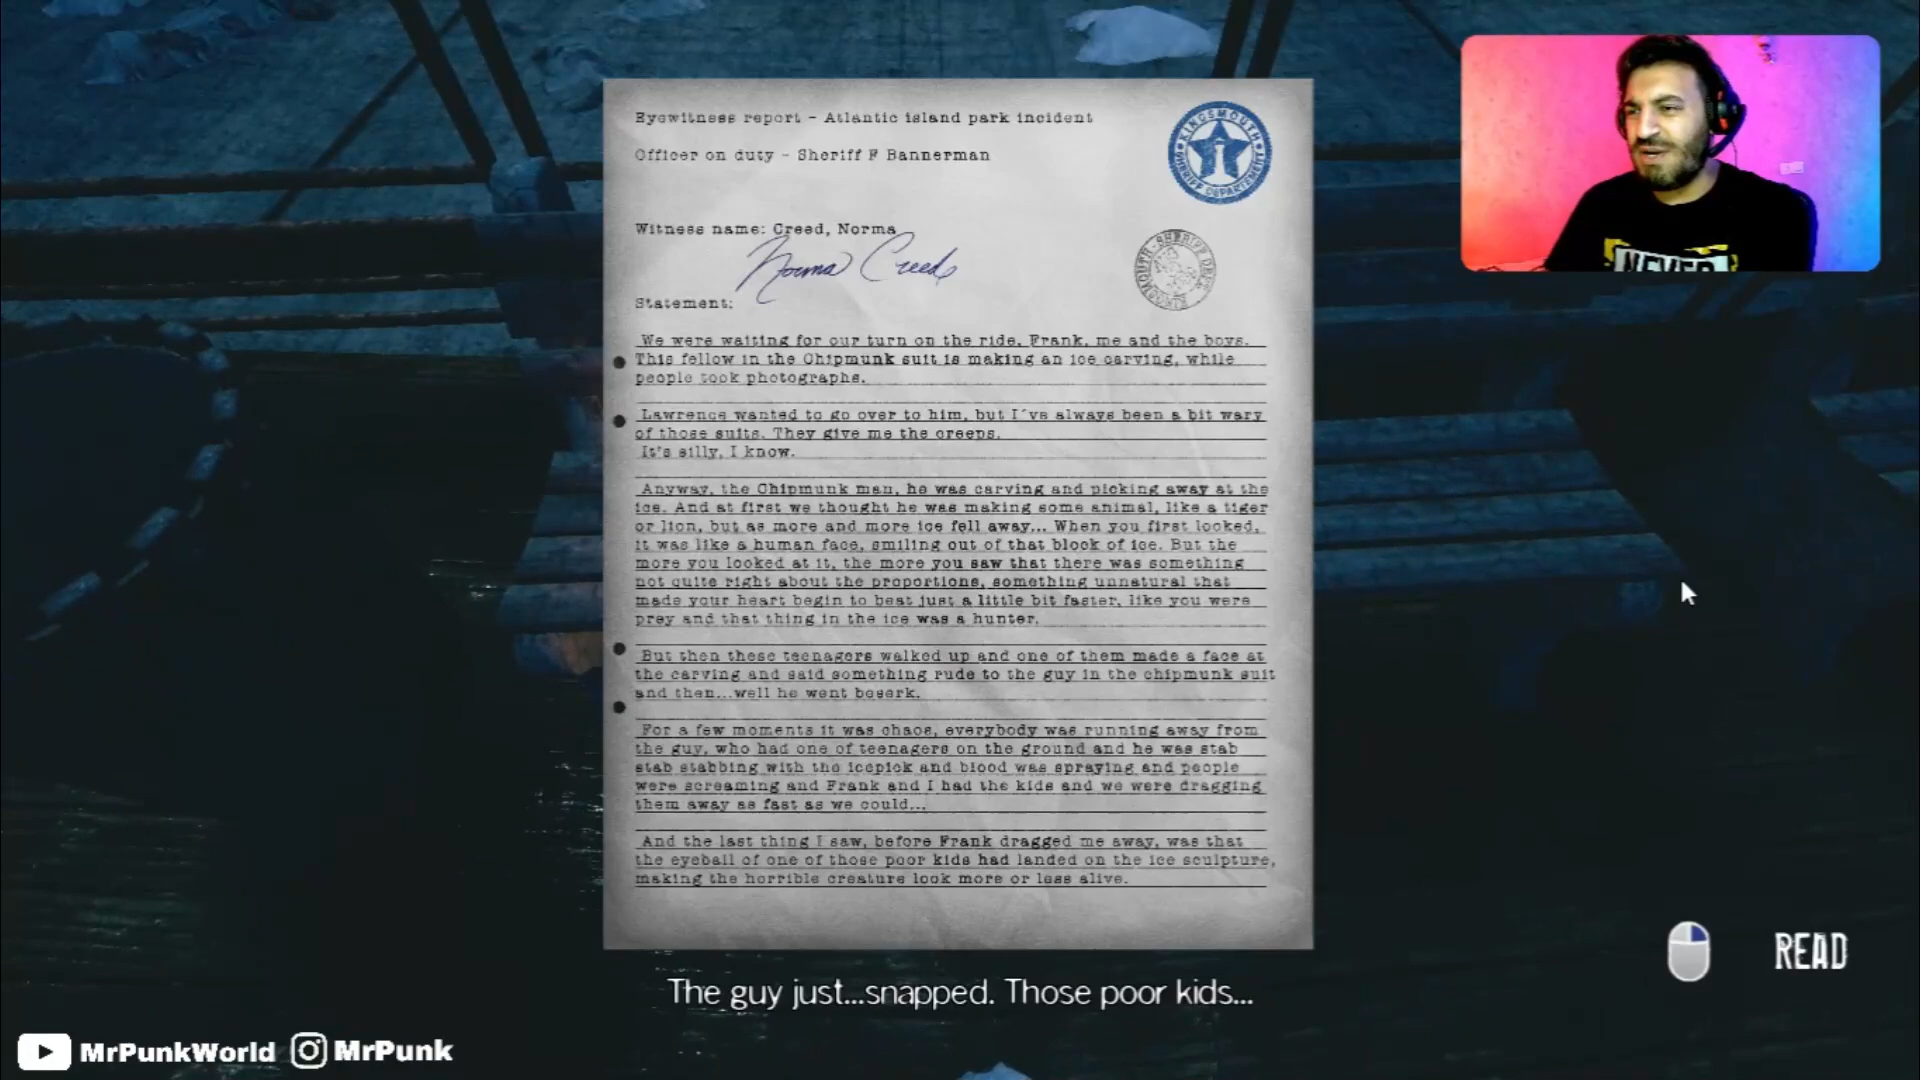 Eyewitness report - Atlantic island park incident
Officer on duty - Sheriff F Bannerman
KINGSMOUTH
SHERIFF DEPARTEMENT
Witness name: Creed, Norma
Norma Creed
Statement:
We were waiting for our turn on the ride, Frank, me and the boys.
This fellow in the Chipmunk suit is making an ice carving, while
people took photographs.
Lawrence wanted to go over to him, but I've always been a bit wary
of those suits. They give me the creeps.
It's silly, I know.
Anyway, the Chipmunk man, he was carving and picking away at the
ice. And at first we thought he was making some animal, like a tiger
or lion, but as more and more ice fell away... When you first looked,
it was like a human face, smiling out of that block of ice. But the
more you looked at it, the more you saw that there was something
not quite right about the proportions, something unnatural that
made your heart begin to beat just a little bit faster, like you were
prey and that thing in the ice was a hunter.
But then these teenagers walked up and one of them made a face at
the carving and said something rude to the guy in the chipmunk suit
and then...well he went beserk.
For a few moments it was chaos, everybody was running away from
the guy, who had one of teenagers on the ground and he was stab
stab stabbing with the icepick and blood was spraying and people
were screaming and Frank and I had the kids and we were dragging
them away as fast as we could...
And the last thing I saw, before Frank dragged me away, was that
the eyeball of one of those poor kids had landed on the ice sculpture,
making the horrible creature look more or less alive.
The guy just...snapped. Those poor kids...
READ
MrPunkWorld
MrPunk
NEVER